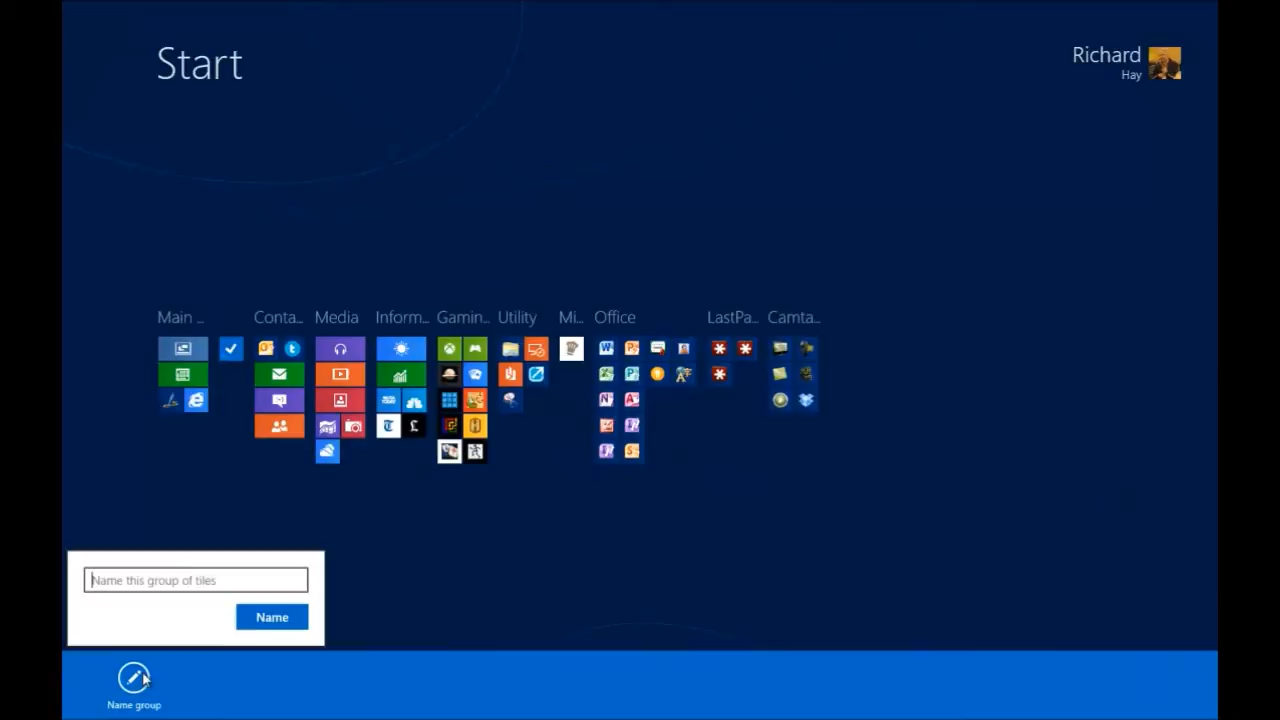 Start
Richard
Hay
Main ...
Conta...
Media
Inform...
Gamin...
Utility
Mi...
Office
LastPa...
Camta...
Name this group of tiles
Name
Name group